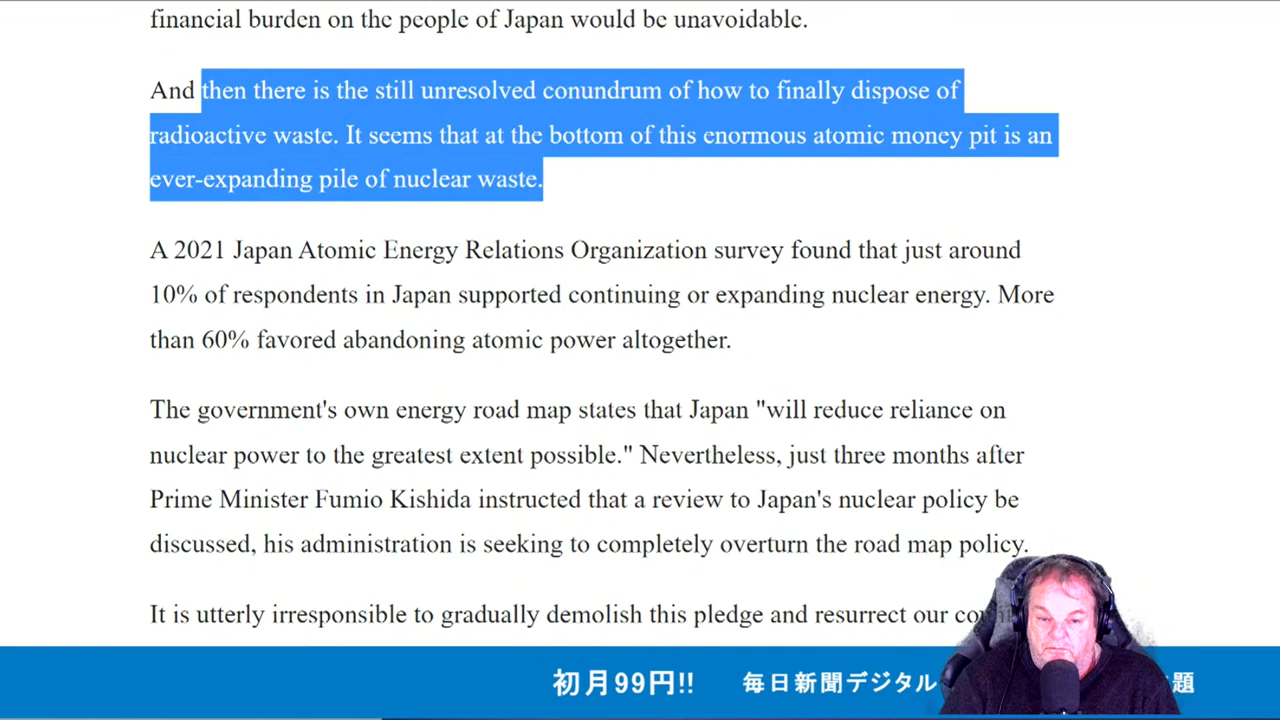 financial burden on the people of Japan would be unavoidable.
And then there is the still unresolved conundrum of how to finally dispose of
radioactive waste. It seems that at the bottom of this enormous atomic money pit is an
ever-expanding pile of nuclear waste.
A 2021 Japan Atomic Energy Relations Organization survey found that just around
10% of respondents in Japan supported continuing or expanding nuclear energy. More
than 60% favored abandoning atomic power altogether.
The government's own energy road map states that Japan "will reduce reliance on
nuclear power to the greatest extent possible." Nevertheless, just three months after
Prime Minister Fumio Kishida instructed that a review to Japan's nuclear policy be
discussed, his administration is seeking to completely overturn the road map policy.
It is utterly irresponsible to gradually demolish this pledge and resurrect our
初月99円!! 毎日新聞デジタル 題